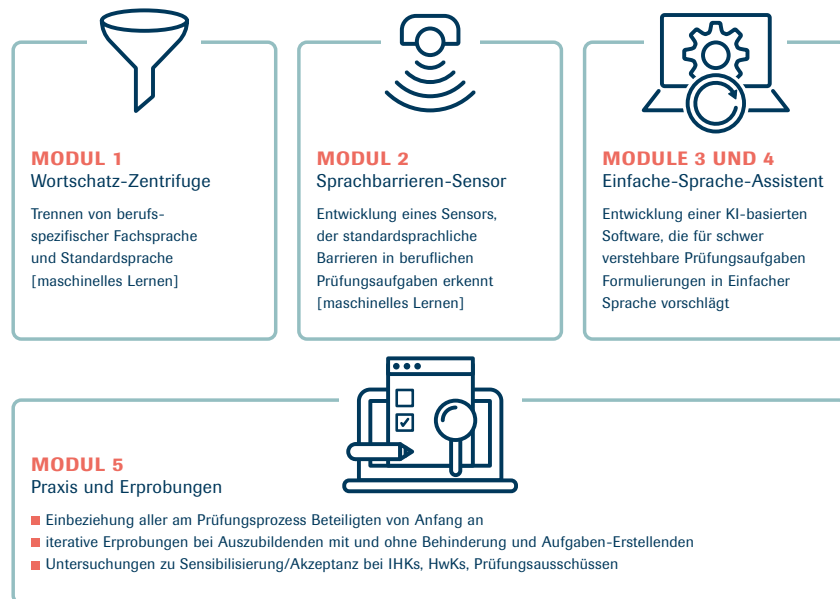 MODUL 1
Wortschatz-Zentrifuge
Trennen von berufs-
spezifischer Fachsprache
und Standardsprache
[maschinelles Lernen]
MODUL 2
Sprachbarrieren-Sensor
Entwicklung eines Sensors,
der standardsprachliche
Barrieren in beruflichen
Prüfungsaufgaben erkennt
[maschinelles Lernen]
MODULE 3 UND 4
Einfache-Sprache-Assistent
Entwicklung einer KI-basierten
Software, die für schwer
verstehbare Prüfungsaufgaben
Formulierungen in Einfacher
Sprache vorschlägt
MODUL 5
Praxis und Erprobungen
Einbeziehung aller am Prüfungsprozess Beteiligten von Anfang an
iterative Erprobungen bei Auszubildenden mit und ohne Behinderung und Aufgaben-Erstellenden
Untersuchungen zu Sensibilisierung/Akzeptanz bei IHKs, HwKs, Prüfungsausschüssen